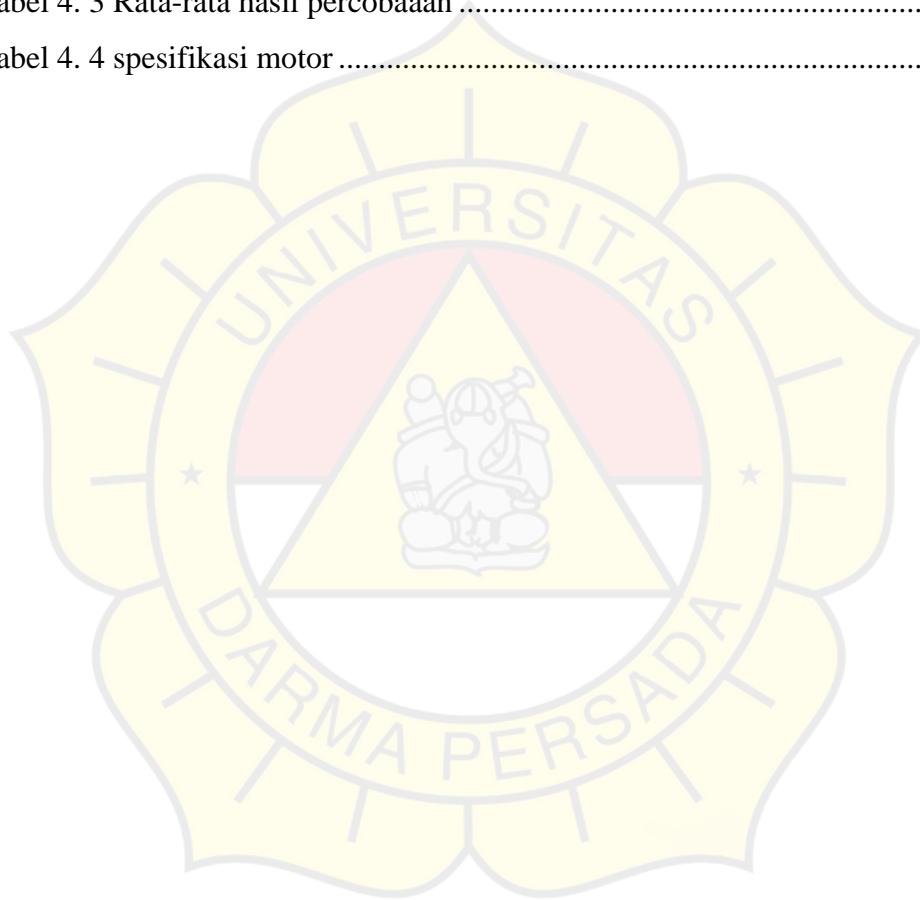 abel 4. 3 Rata-rata hasil percobaaan ..........................................................
abel 4. 4 spesifikasi motor .........................................................................
UNIVERSITAS
DARMA PERSADA